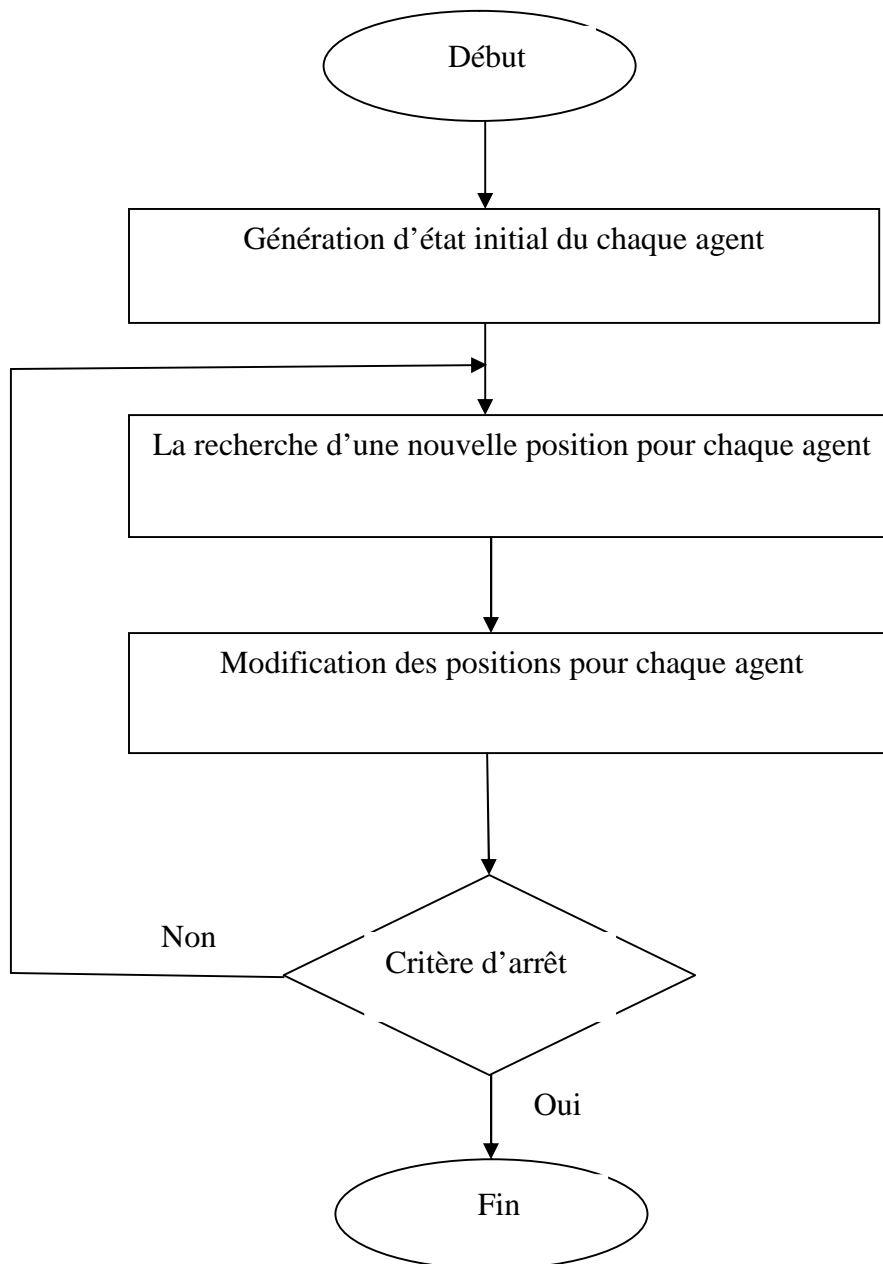 Début
Génération d’état initial du chaque agent
La recherche d’une nouvelle position pour chaque agent
Modification des positions pour chaque agent
Non
Critère d’arrêt
Oui
Fin